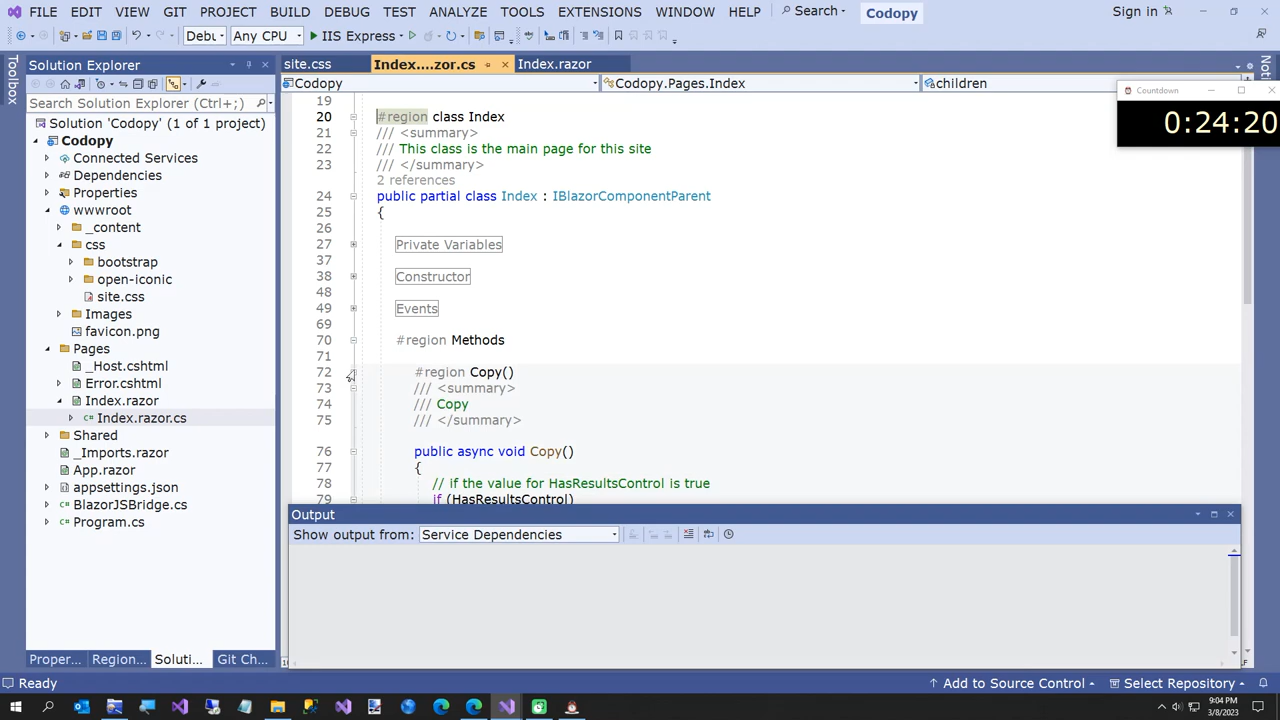 FILE EDIT VIEW GIT PROJECT BUILD DEBUG TEST ANALYZE TOOLS EXTENSIONS WINDOW HELP Search Codopy Sign in
Any CPU IIS Express
Toolbox
Solution Explorer
Search Solution Explorer (Ctrl+;)
Solution 'Codopy' (1 of 1 project)
Codopy
Connected Services
Dependencies
Properties
wwwroot
_content
css
bootstrap
open-iconic
site.css
Images
favicon.png
Pages
_Host.cshtml
Error.cshtml
Index.razor
Index.razor.cs
Shared
_Imports.razor
App.razor
appsettings.json
BlazorJSBridge.cs
Program.cs
Proper... Region... Soluti... Git Ch...
site.css Index....zor.cs Index.razor
Codopy Codopy.Pages.Index children
Countdown
0:24:20
19
20 #region class Index
21 /// <summary>
22 /// This class is the main page for this site
23 /// </summary>
2 references
24 public partial class Index : IBlazorComponentParent
25 {
26
27 Private Variables
37
38 Constructor
48
49 Events
69
70 #region Methods
71
72 #region Copy()
73 /// <summary>
74 /// Copy
75 /// </summary>
76 public async void Copy()
77 {
78 // if the value for HasResultsControl is true
79 if (HasResultsControl)
Output
Show output from: Service Dependencies
Ready Add to Source Control Select Repository
9:04 PM
3/8/2023